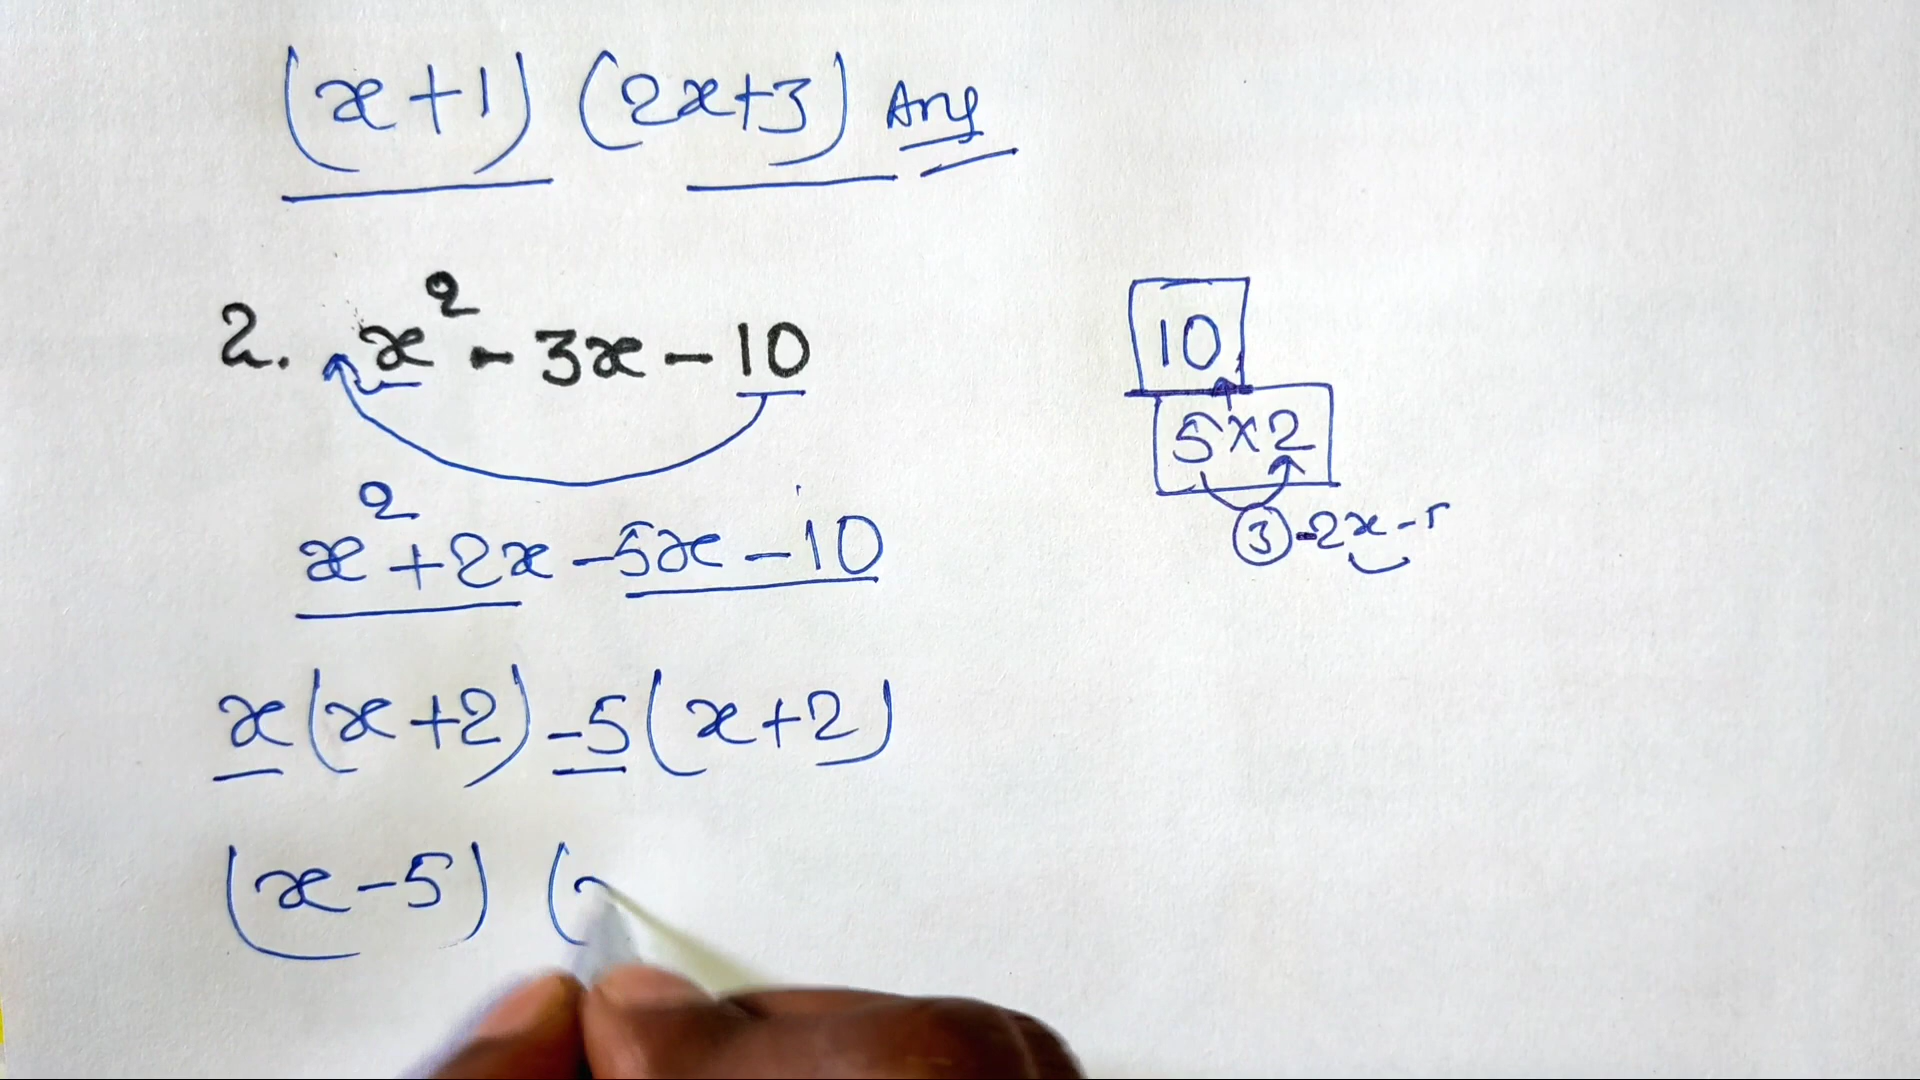 (x+1) (2x+3) Ans
2. x² - 3x - 10
10
5x2
x²+2x -5x -10
③-2x-5
x(x+2) -5(x+2)
(x-5) (